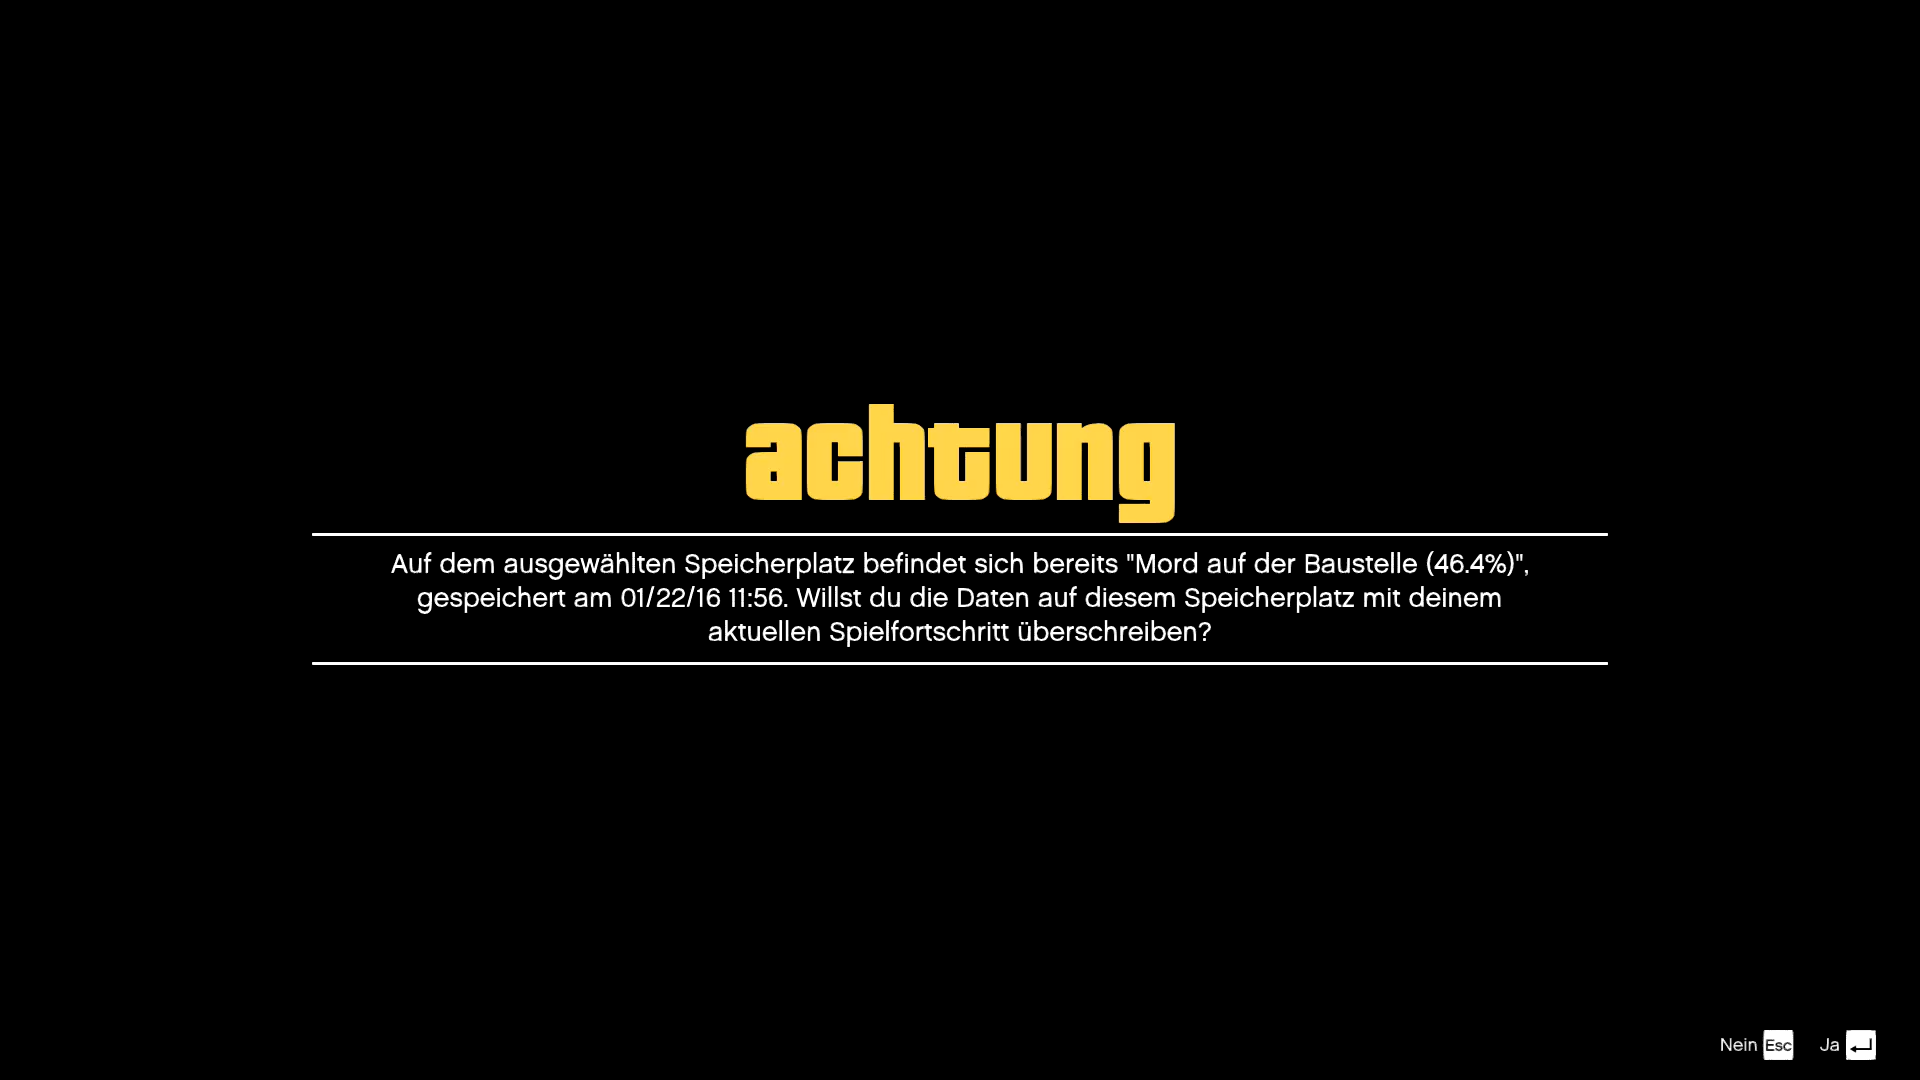 achtung
Auf dem ausgewählten Speicherplatz befindet sich bereits "Mord auf der Baustelle (46.4%)",
gespeichert am 01/22/16 11:56. Willst du die Daten auf diesem Speicherplatz mit deinem
aktuellen Spielfortschritt überschreiben?
Nein Esc Ja